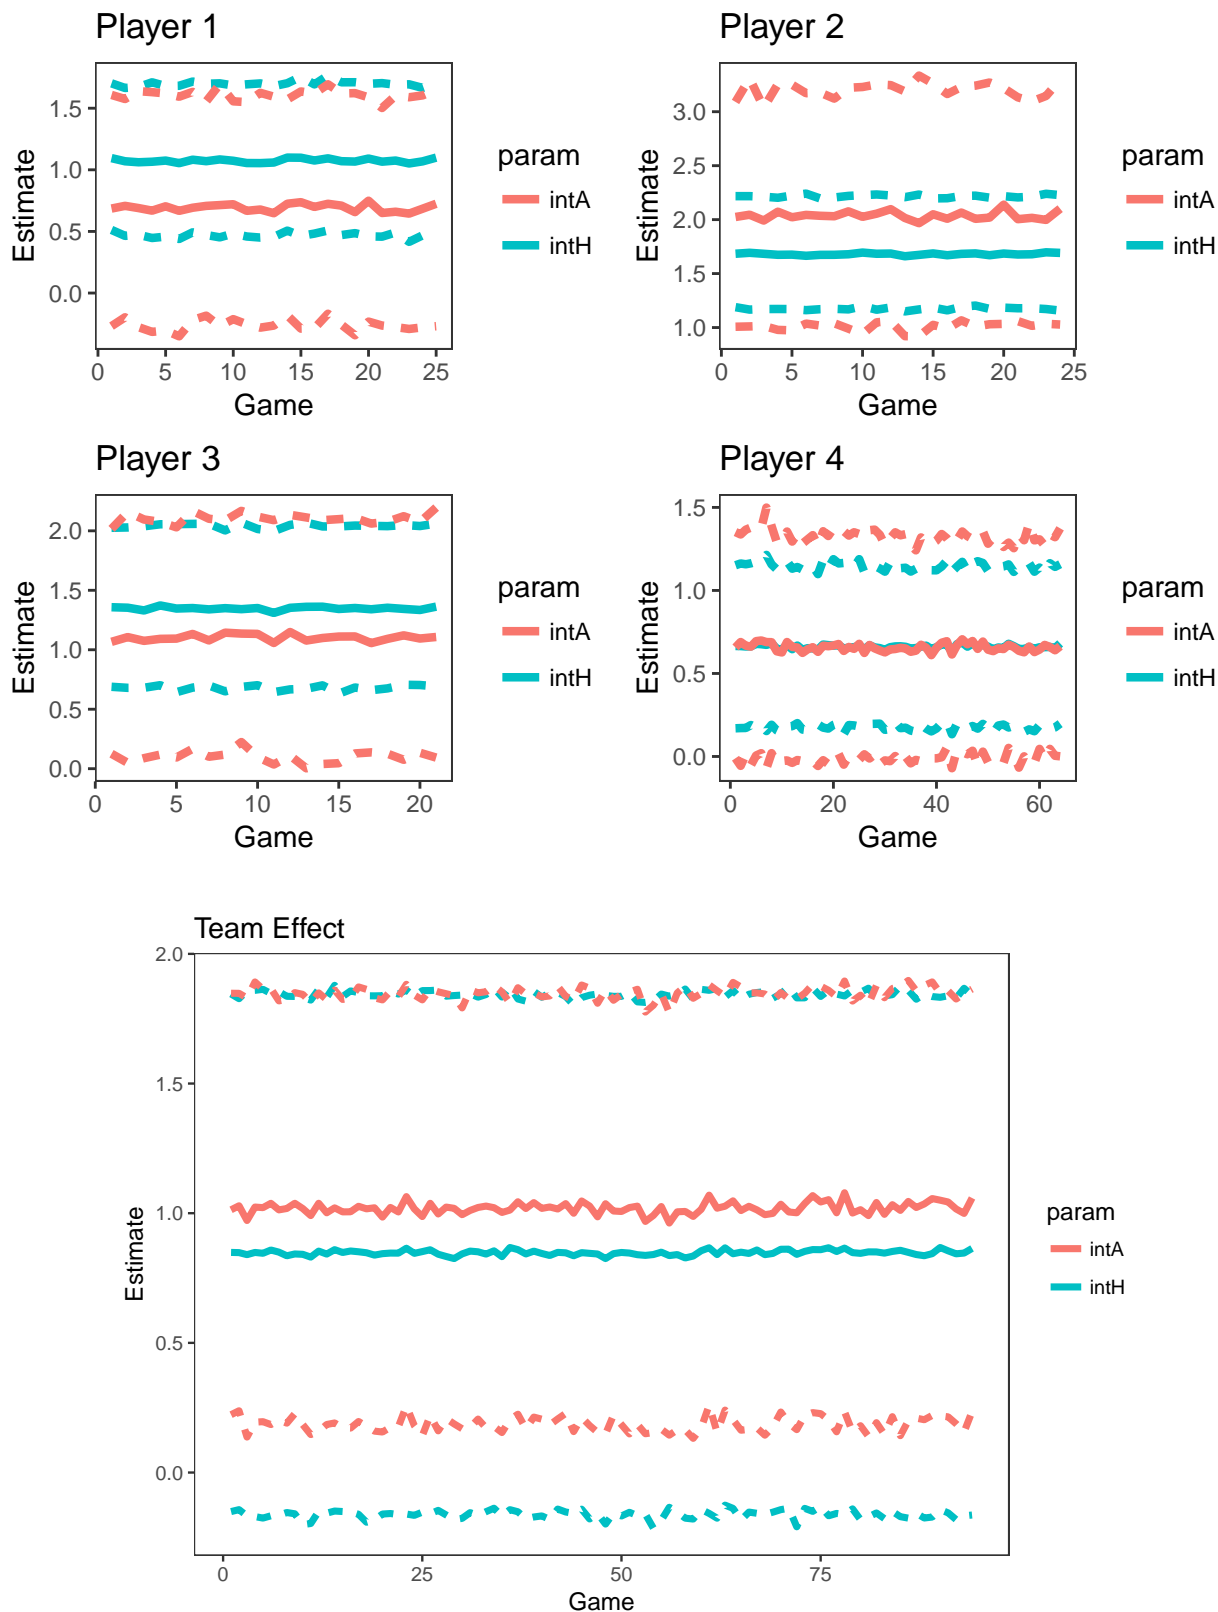 Player 1
Estimate
1.5
1.0
0.5
0.0
0 5 10 15 20 25
Game
param
intA
intH
Player 2
Estimate
3.0
2.5
2.0
1.5
1.0
0 5 10 15 20 25
Game
param
intA
intH
Player 3
Estimate
2.0
1.5
1.0
0.5
0.0
0 5 10 15 20
Game
param
intA
intH
Player 4
Estimate
1.5
1.0
0.5
0.0
0 20 40 60
Game
param
intA
intH
Team Effect
Estimate
2.0
1.5
1.0
0.5
0.0
0 25 50 75
Game
param
intA
intH